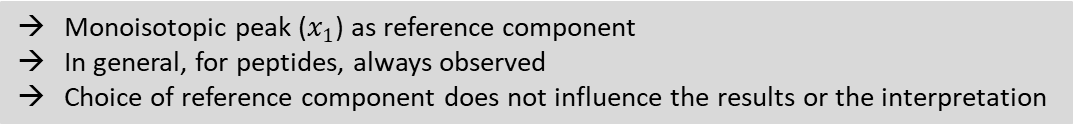 → Monoisotopic peak (x₁) as reference component
→ In general, for peptides, always observed
→ Choice of reference component does not influence the results or the interpretation